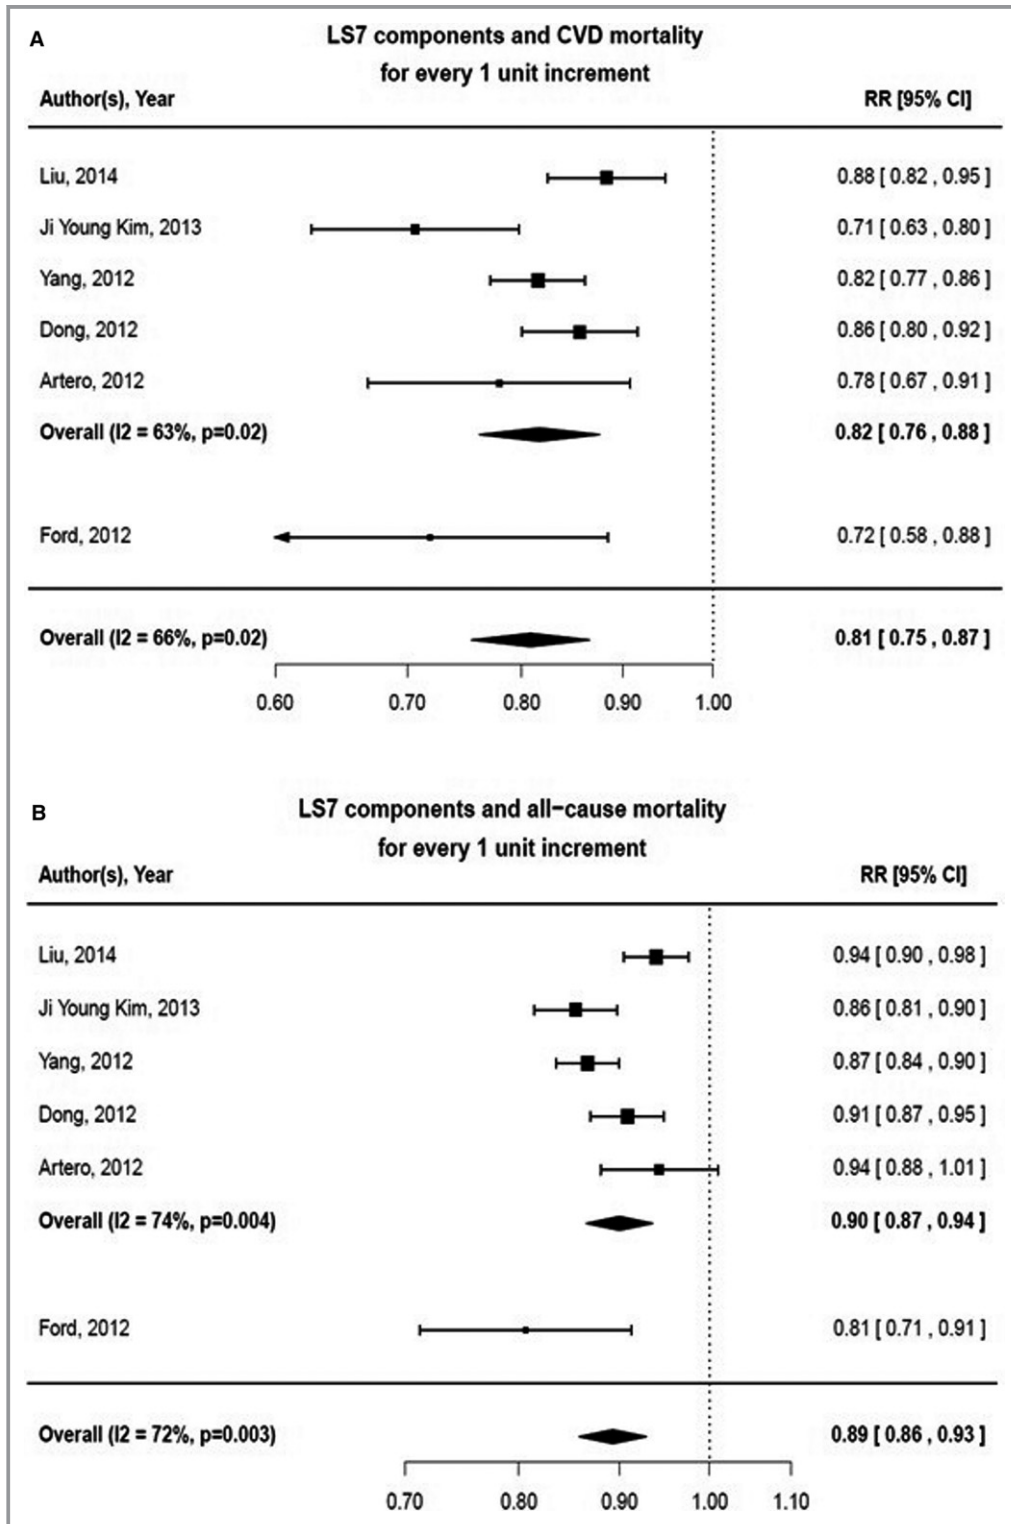 A
LS7 components and CVD mortality
for every 1 unit increment
Author(s), Year RR [95% CI]
Liu, 2014 0.88 [ 0.82 , 0.95 ]
Ji Young Kim, 2013 0.71 [ 0.63 , 0.80 ]
Yang, 2012 0.82 [ 0.77 , 0.86 ]
Dong, 2012 0.86 [ 0.80 , 0.92 ]
Artero, 2012 0.78 [ 0.67 , 0.91 ]
Overall (I2 = 63%, p=0.02) 0.82 [ 0.76 , 0.88 ]
Ford, 2012 0.72 [ 0.58 , 0.88 ]
Overall (I2 = 66%, p=0.02) 0.81 [ 0.75 , 0.87 ]
0.60 0.70 0.80 0.90 1.00
B
LS7 components and all−cause mortality
for every 1 unit increment
Author(s), Year RR [95% CI]
Liu, 2014 0.94 [ 0.90 , 0.98 ]
Ji Young Kim, 2013 0.86 [ 0.81 , 0.90 ]
Yang, 2012 0.87 [ 0.84 , 0.90 ]
Dong, 2012 0.91 [ 0.87 , 0.95 ]
Artero, 2012 0.94 [ 0.88 , 1.01 ]
Overall (I2 = 74%, p=0.004) 0.90 [ 0.87 , 0.94 ]
Ford, 2012 0.81 [ 0.71 , 0.91 ]
Overall (I2 = 72%, p=0.003) 0.89 [ 0.86 , 0.93 ]
0.70 0.80 0.90 1.00 1.10